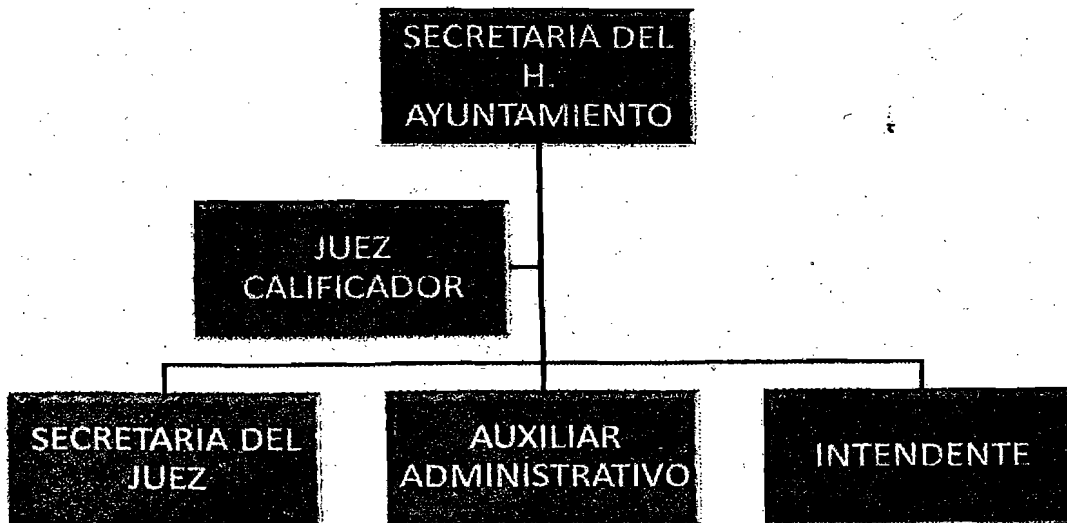 SECRETARIA DEL
H.
AYUNTAMIENTO
JUEZ
CALIFICADOR
SECRETARIA DEL
JUEZ
AUXILIAR
ADMINISTRATIVO
INTENDENTE